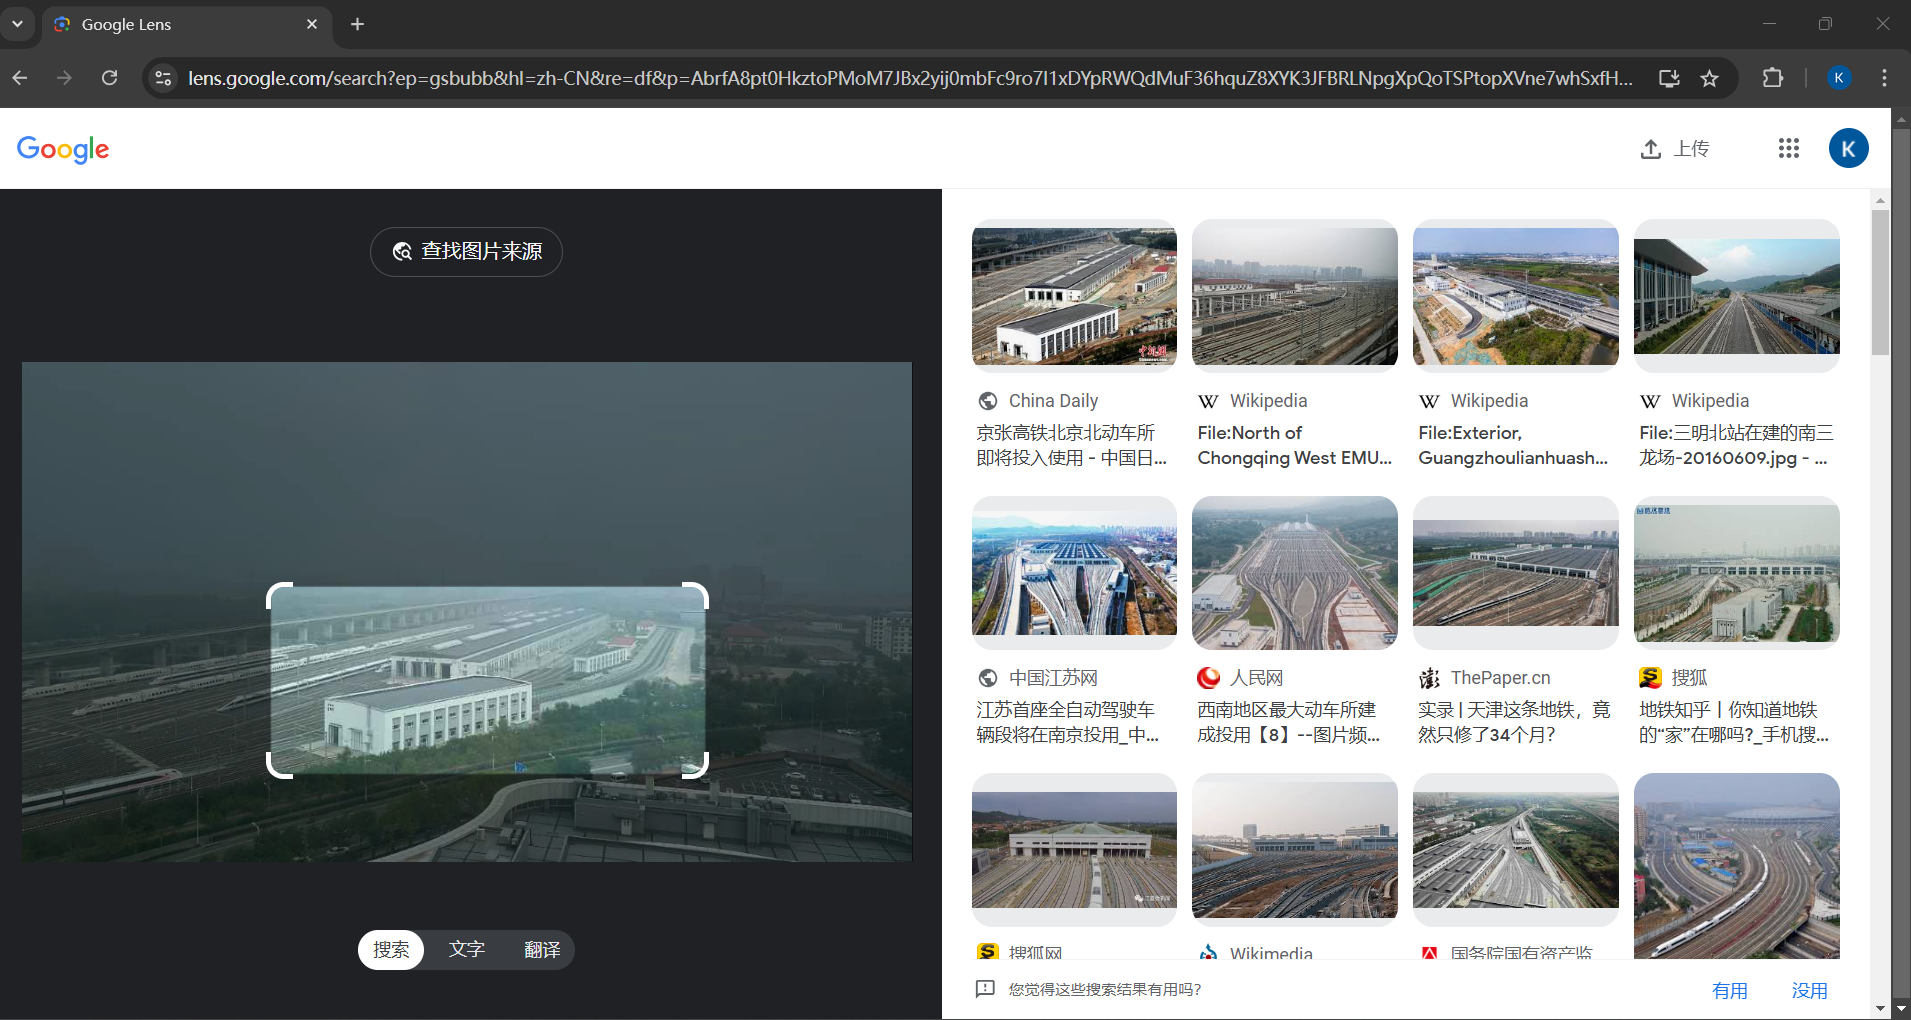 Google Lens
lens.google.com/search?ep=gsbubb&hl=zh-CN&re=df&p=AbrfA8pt0HkztoPMoM7JBx2yij0mbFc9ro7I1xDYpRWQdMuF36hquZ8XYK3JFBRLNpgXpQoTSPtopXVne7whSxfH...
K
Google
上传
K
查找图片来源
China Daily
京张高铁北京北动车所
即将投入使用 - 中国日...
Wikipedia
File:North of
Chongqing West EMU...
Wikipedia
File:Exterior,
Guangzhoulianhuash...
Wikipedia
File:三明北站在建的南三
龙场-20160609.jpg - ...
中国江苏网
江苏首座全自动驾驶车
辆段将在南京投用_中...
人民网
西南地区最大动车所建
成投用【8】--图片频...
ThePaper.cn
实录 | 天津这条地铁，竟
然只修了34个月？
搜狐
地铁知乎丨你知道地铁
的“家”在哪吗?_手机搜...
搜狐网
Wikimedia
国务院国有资产监
搜索
文字
翻译
您觉得这些搜索结果有用吗？
有用
没用